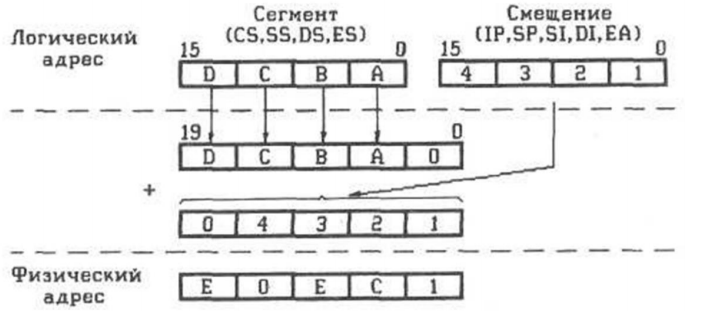 Сегмент Смещение
Логический (CS,SS,DS,ES) (IP,SP,SI,DI,EA)
адрес 15 0 15 0
D C B A 4 3 2 1
19 0
D C B A 0
+
0 4 3 2 1
Физический
адрес E 0 E C 1